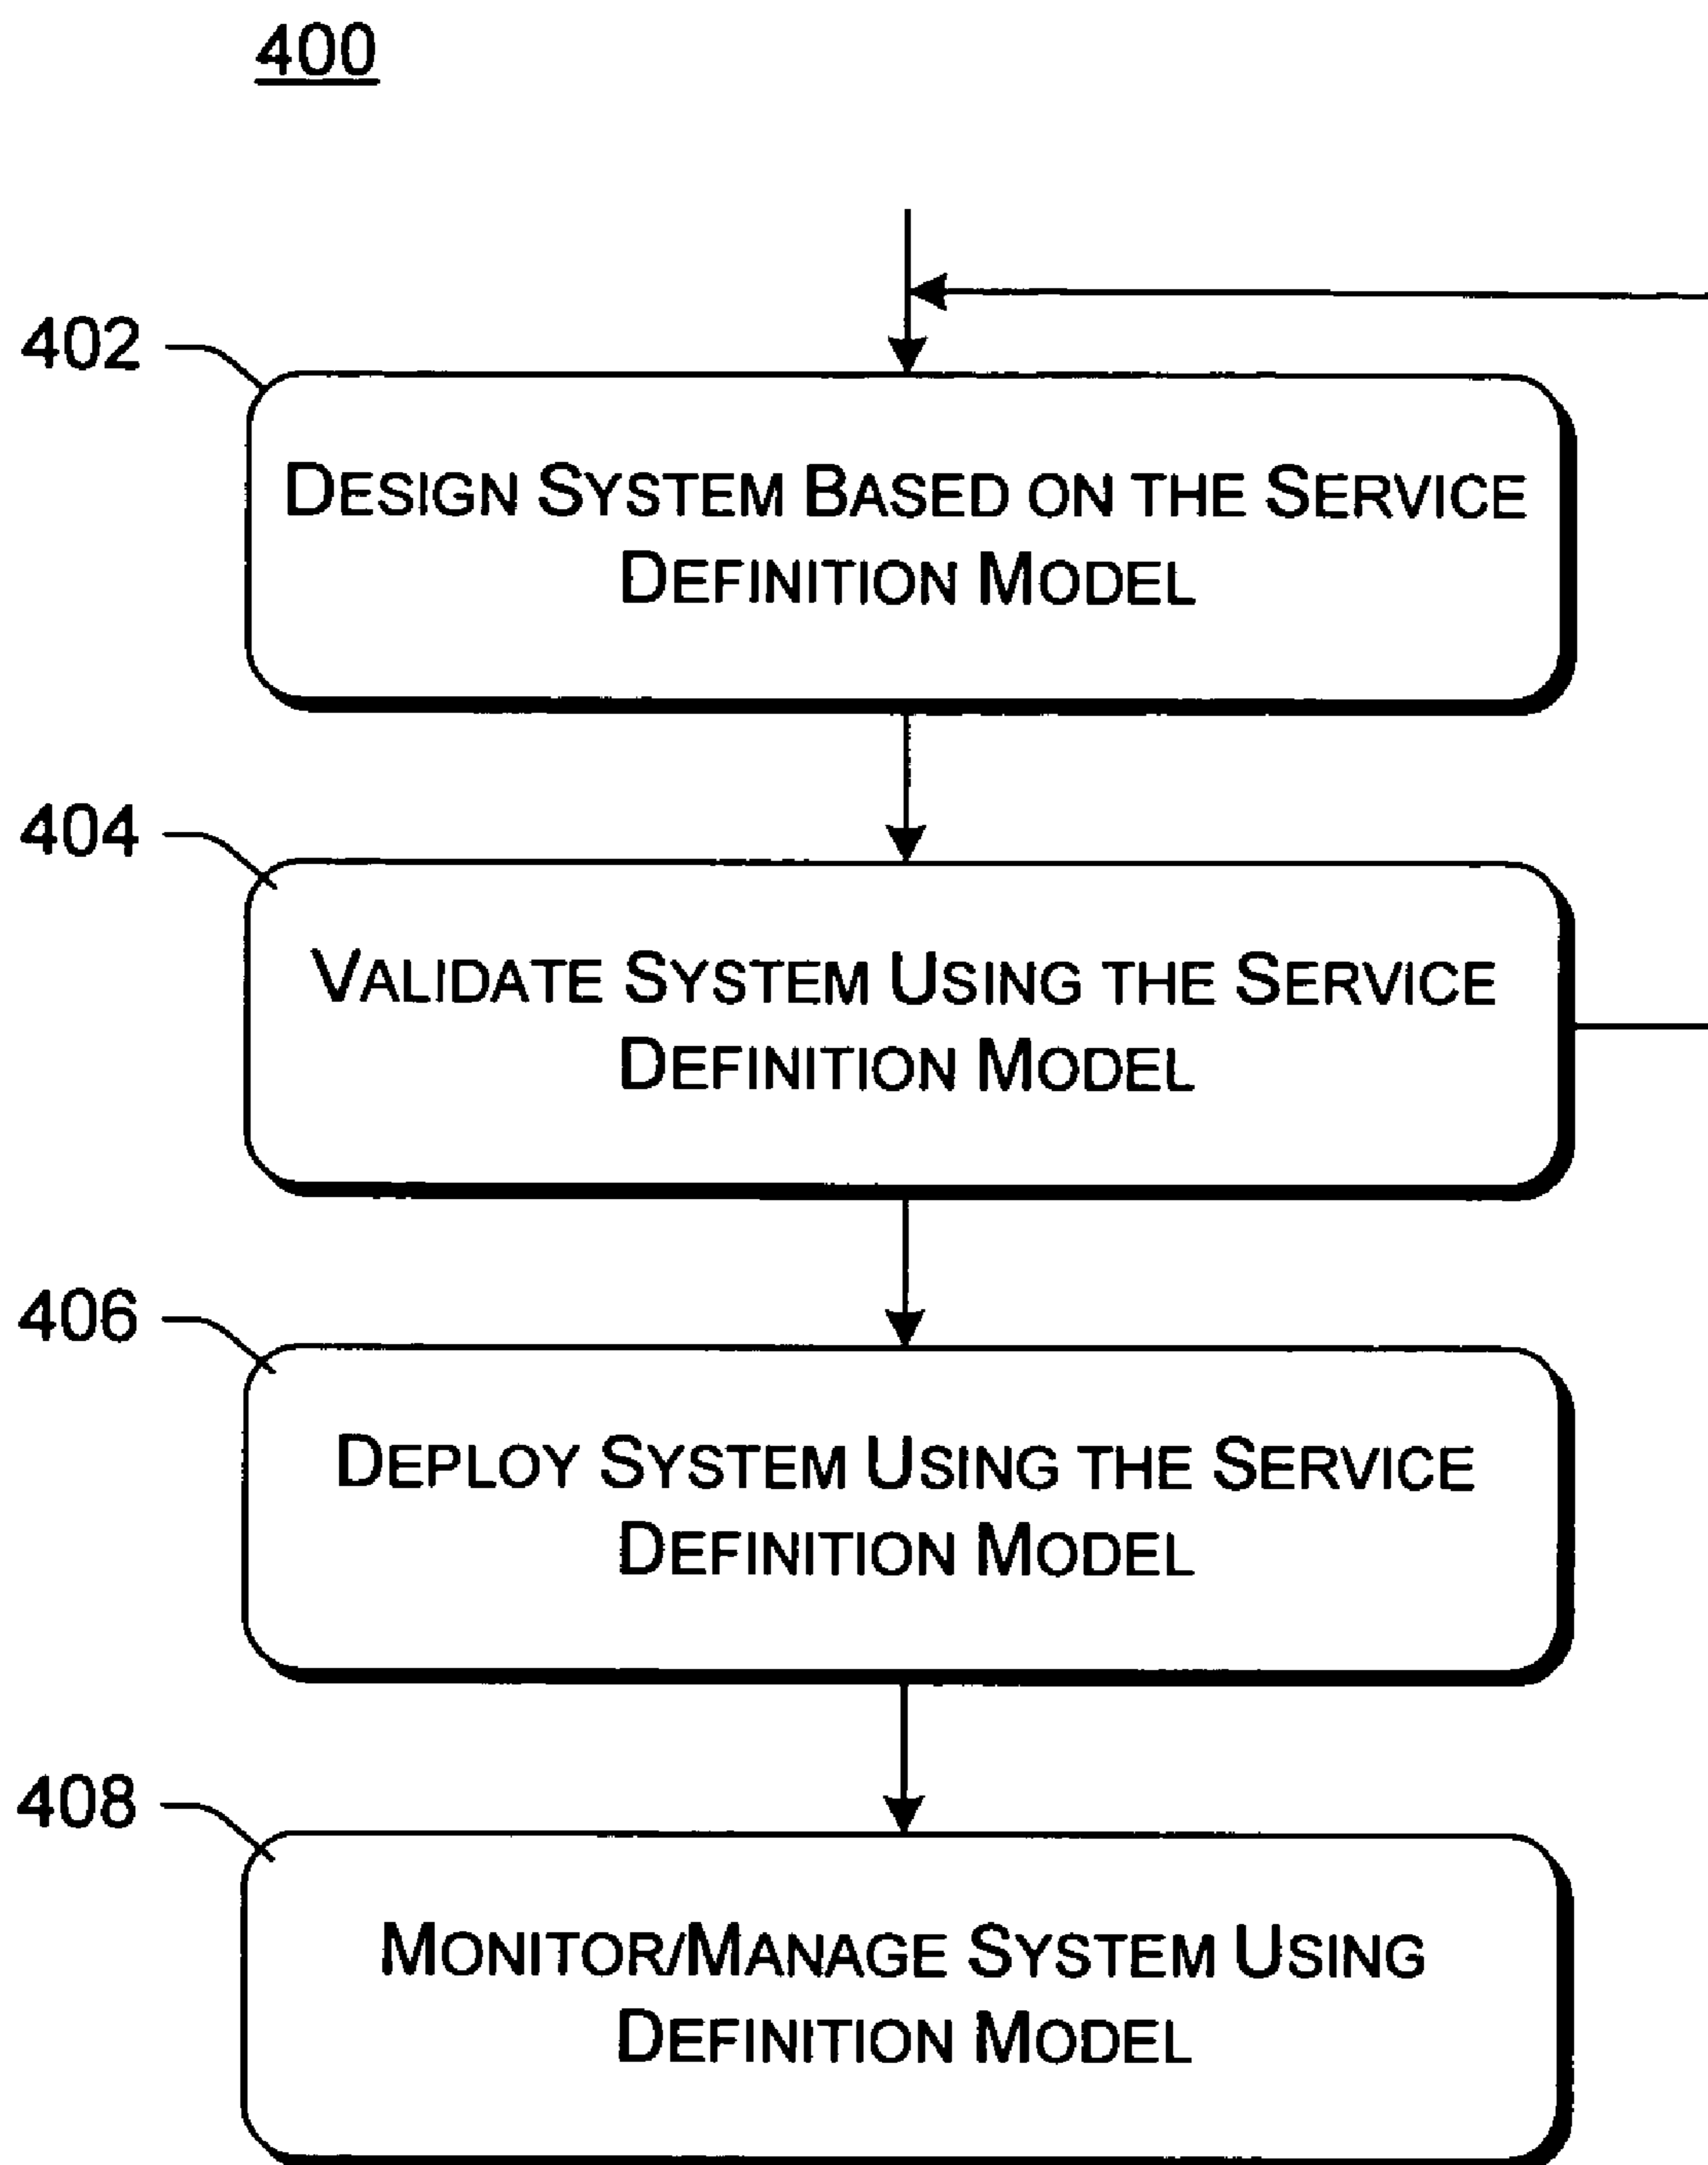 400
402
DESIGN SYSTEM BASED ON THE SERVICE
DEFINITION MODEL
404
VALIDATE SYSTEM USING THE SERVICE
DEFINITION MODEL
406
DEPLOY SYSTEM USING THE SERVICE
DEFINITION MODEL
408
MONITOR/MANAGE SYSTEM USING
DEFINITION MODEL